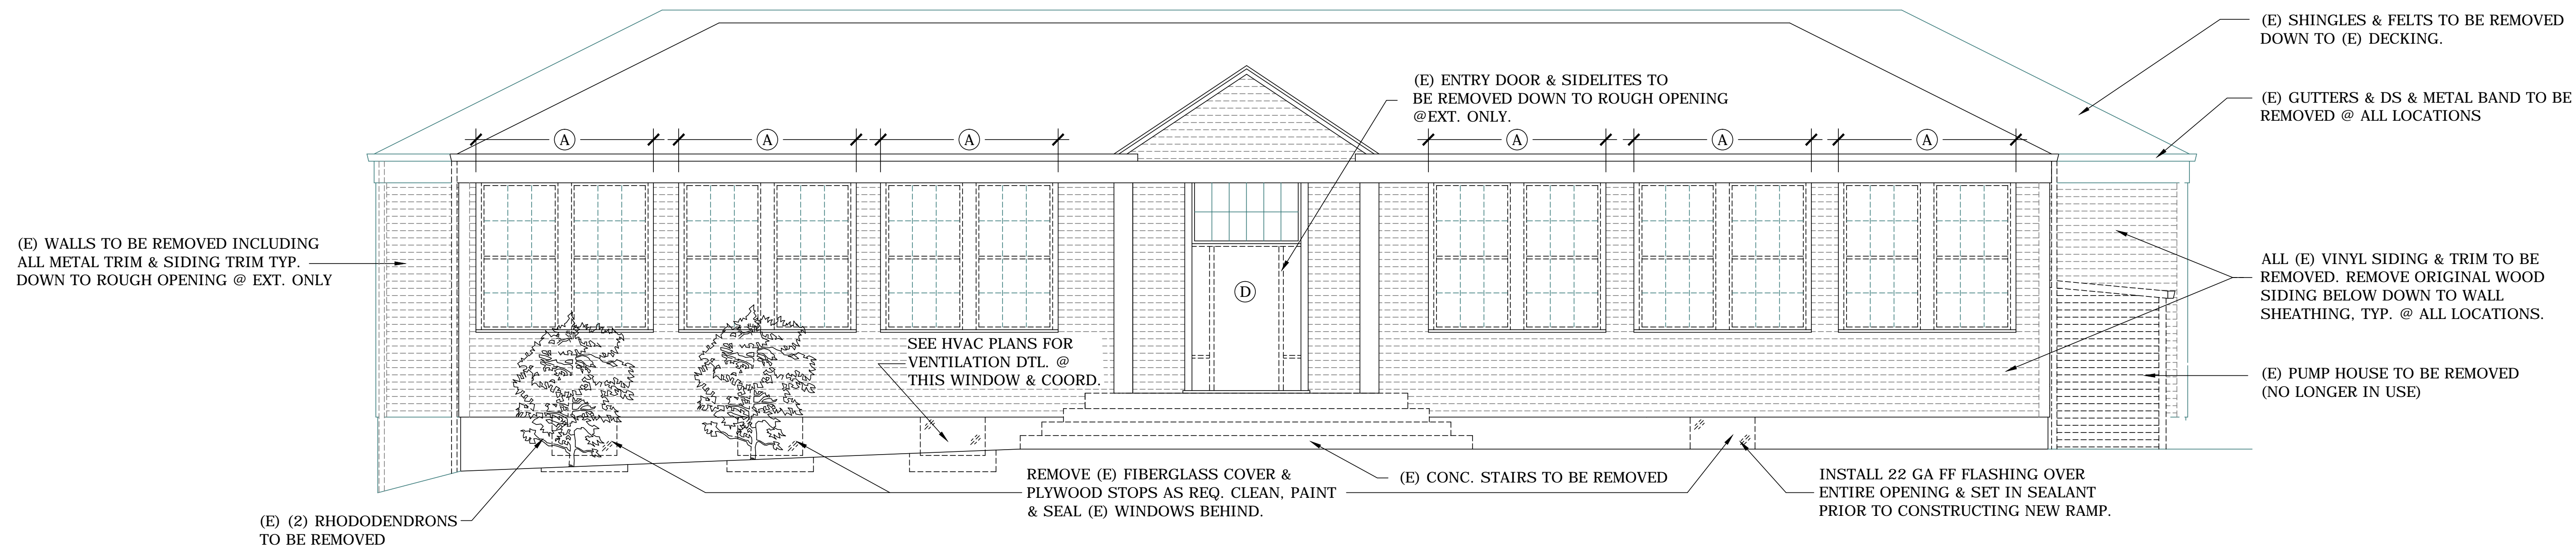 (E) SHINGLES & FELTS TO BE REMOVED
DOWN TO (E) DECKING.
(E) ENTRY DOOR & SIDELITES TO
BE REMOVED DOWN TO ROUGH OPENING
@EXT. ONLY.
(E) GUTTERS & DS & METAL BAND TO BE
REMOVED @ ALL LOCATIONS
A
A
A
A
A
A
(E) WALLS TO BE REMOVED INCLUDING
ALL METAL TRIM & SIDING TRIM TYP.
DOWN TO ROUGH OPENING @ EXT. ONLY
D
ALL (E) VINYL SIDING & TRIM TO BE
REMOVED. REMOVE ORIGINAL WOOD
SIDING BELOW DOWN TO WALL
SHEATHING, TYP. @ ALL LOCATIONS.
SEE HVAC PLANS FOR
VENTILATION DTL. @
THIS WINDOW & COORD.
(E) PUMP HOUSE TO BE REMOVED
(NO LONGER IN USE)
REMOVE (E) FIBERGLASS COVER &
PLYWOOD STOPS AS REQ. CLEAN, PAINT
& SEAL (E) WINDOWS BEHIND.
(E) CONC. STAIRS TO BE REMOVED
INSTALL 22 GA FF FLASHING OVER
ENTIRE OPENING & SET IN SEALANT
PRIOR TO CONSTRUCTING NEW RAMP.
(E) (2) RHODODENDRONS
TO BE REMOVED